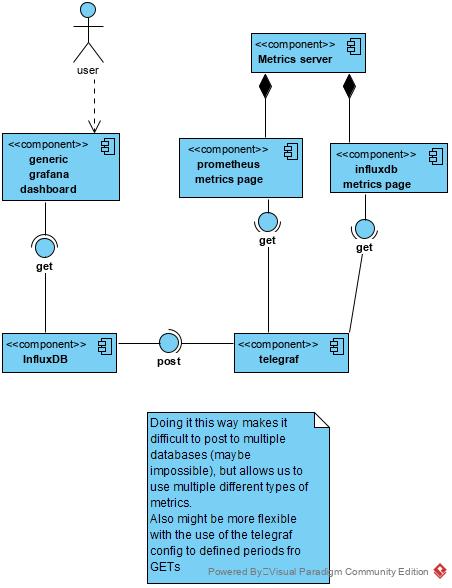 <<component>>
Metrics server
user
<<component>>
generic
grafana
dashboard
<<component>>
prometheus
metrics page
<<component>>
influxdb
metrics page
get
get
get
<<component>>
InfluxDB
post
<<component>>
telegraf
Doing it this way makes it
difficult to post to multiple
databases (maybe
impossible), but allows us to
use multiple different types of
metrics.
Also might be more flexible
with the use of the telegraf
config to defined periods fro
GETs
Powered By Visual Paradigm Community Edition